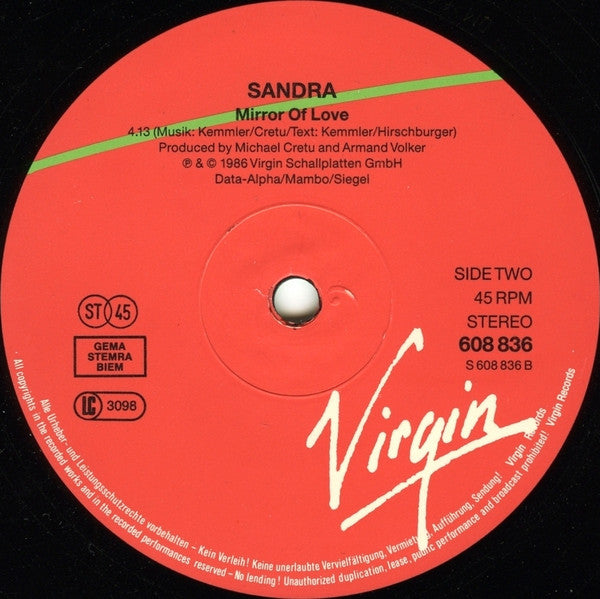 SANDRA
Mirror Of Love
4.13 (Musik: Kemmler/Cretu/Text: Kemmler/Hirschburger)
Produced by Michael Cretu and Armand Volker
℗ & © 1986 Virgin Schallplatten GmbH
Data-Alpha/Mambo/Siegel
SIDE TWO
45 RPM
STEREO
608 836
S 608 836 B
ST 45
GEMA
STEMRA
BIEM
LC 3098
Virgin
Alle Urheber- und Leistungsschutzrechte vorbehalten – Kein Verleih! Keine unerlaubte Vervielfältigung, Vermietung, Aufführung, Sendung! Virgin Records
All copyrights in the recorded works and in the recorded performances reserved – No lending! Unauthorized duplication, lease, public performance and broadcast prohibited! Virgin Records